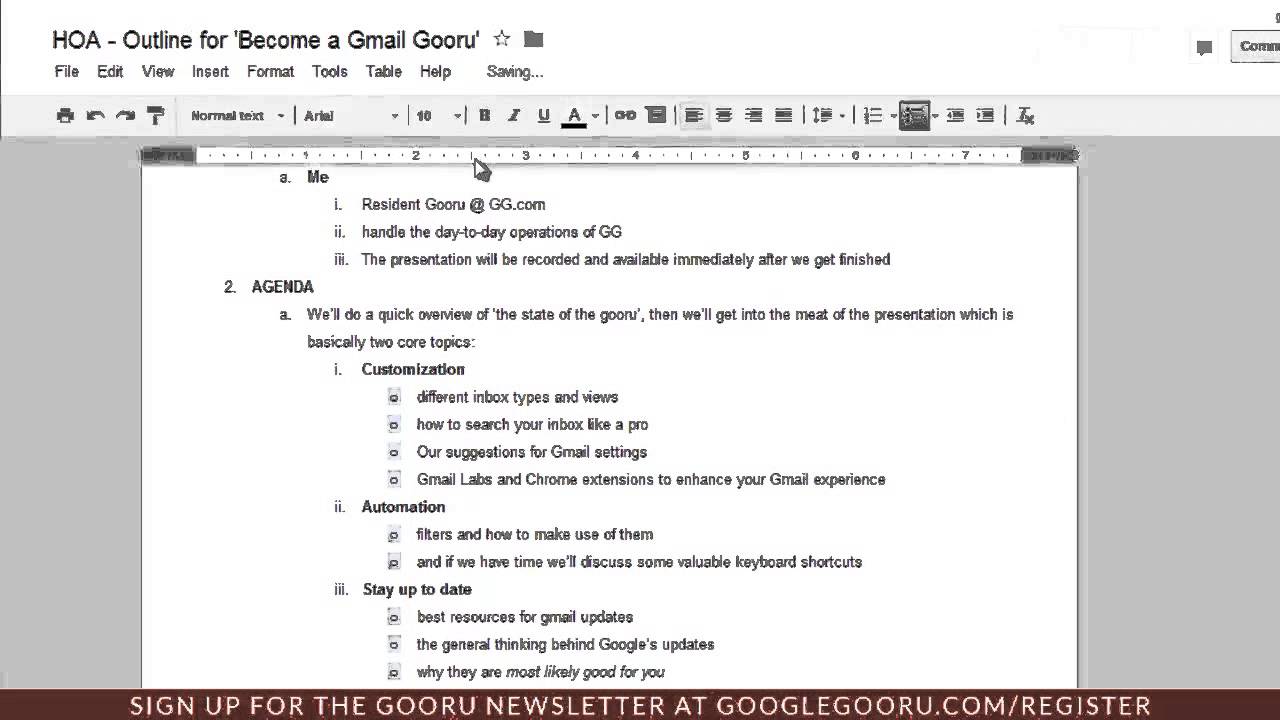 HOA - Outline for 'Become a Gmail Gooru'
File Edit View Insert Format Tools Table Help Saving...
Normal text Arial 10 B I U A
1 2 3 4 5 6 7
a. Me
i. Resident Gooru @ GG.com
ii. handle the day-to-day operations of GG
iii. The presentation will be recorded and available immediately after we get finished
2. AGENDA
a. We'll do a quick overview of 'the state of the gooru', then we'll get into the meat of the presentation which is
basically two core topics:
i. Customization
o different inbox types and views
o how to search your inbox like a pro
o Our suggestions for Gmail settings
o Gmail Labs and Chrome extensions to enhance your Gmail experience
ii. Automation
o filters and how to make use of them
o and if we have time we'll discuss some valuable keyboard shortcuts
iii. Stay up to date
o best resources for gmail updates
o the general thinking behind Google's updates
o why they are most likely good for you
SIGN UP FOR THE GOORU NEWSLETTER AT GOOGLEGOORU.COM/REGISTER